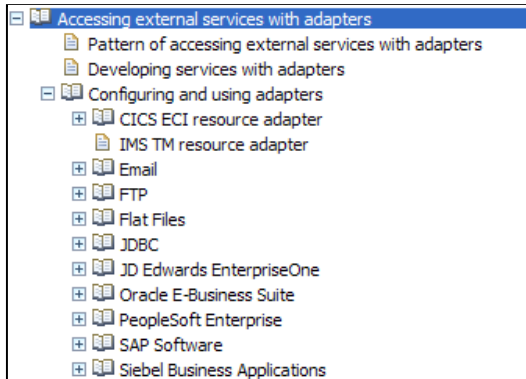 Accessing external services with adapters
Pattern of accessing external services with adapters
Developing services with adapters
Configuring and using adapters
CICS ECI resource adapter
IMS TM resource adapter
Email
FTP
Flat Files
JDBC
JD Edwards EnterpriseOne
Oracle E-Business Suite
PeopleSoft Enterprise
SAP Software
Siebel Business Applications